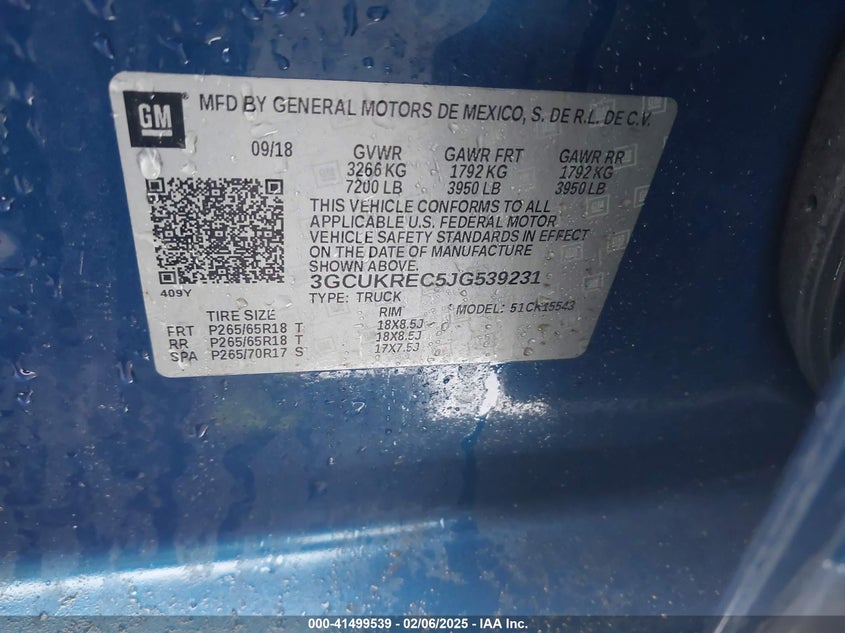 GM
MFD BY GENERAL MOTORS DE MEXICO, S. DE R.L. DE C.V.
09/18 GVWR GAWR FRT GAWR RR
3266 KG 1792 KG 1792 KG
7200 LB 3950 LB 3950 LB
THIS VEHICLE CONFORMS TO ALL
APPLICABLE U.S. FEDERAL MOTOR
VEHICLE SAFETY STANDARDS IN EFFECT
ON THE DATE OF MANUFACTURE
SHOWN ABOVE.
409Y
3GCUKREC5JG539231
TYPE: TRUCK MODEL: 51CK15543
TIRE SIZE RIM
FRT P265/65R18 T 18X8.5J
RR P265/65R18 T 18X8.5J
SPA P265/70R17 S 17X7.5J
000-41499539 - 02/06/2025 - IAA Inc.